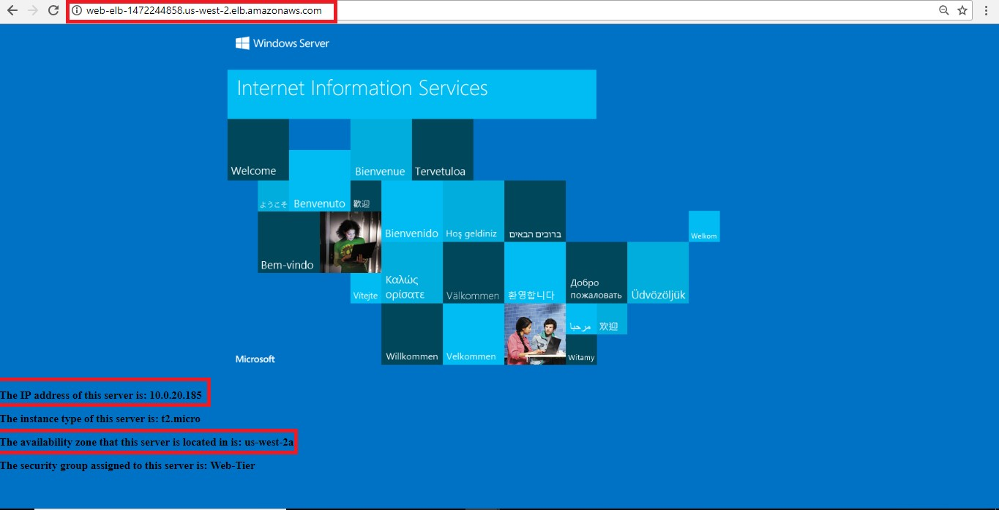 web-elb-1472244858.us-west-2.elb.amazonaws.com
Windows Server
Internet Information Services
Welcome
Bienvenue
Tervetuloa
ようこそ
Benvenuto
歡迎
Bienvenido
Hoş geldiniz
ברוכים הבאים
Welkom
Bem-vindo
Vítejte
Καλώς
ορίσατε
Välkommen
환영합니다
Добро
пожаловать
Üdvözöljük
Willkommen
Velkommen
مرحبا
欢迎
Witamy
Microsoft
The IP address of this server is: 10.0.20.185
The instance type of this server is: t2.micro
The availability zone that this server is located in is: us-west-2a
The security group assigned to this server is: Web-Tier